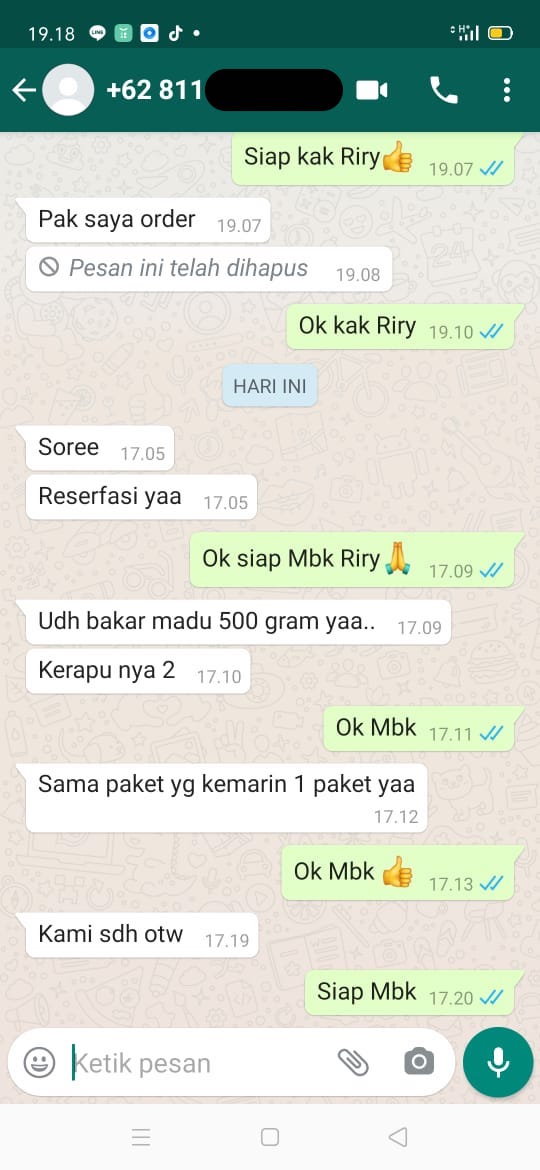 19.18
+62 811
Siap kak Riry👍 19.07
Pak saya order 19.07
Pesan ini telah dihapus 19.08
Ok kak Riry 19.10
HARI INI
Soree 17.05
Reserfasi yaa 17.05
Ok siap Mbk Riry🙏 17.09
Udh bakar madu 500 gram yaa.. 17.09
Kerapu nya 2 17.10
Ok Mbk 17.11
Sama paket yg kemarin 1 paket yaa
17.12
Ok Mbk 👍 17.13
Kami sdh otw 17.19
Siap Mbk 17.20
Ketik pesan